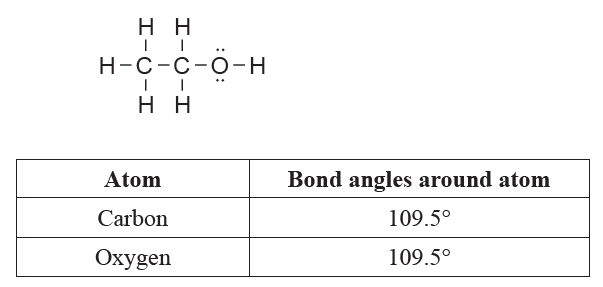 H H
H-C-C-O-H
H H
Atom Bond angles around atom
Carbon 109.5°
Oxygen 109.5°